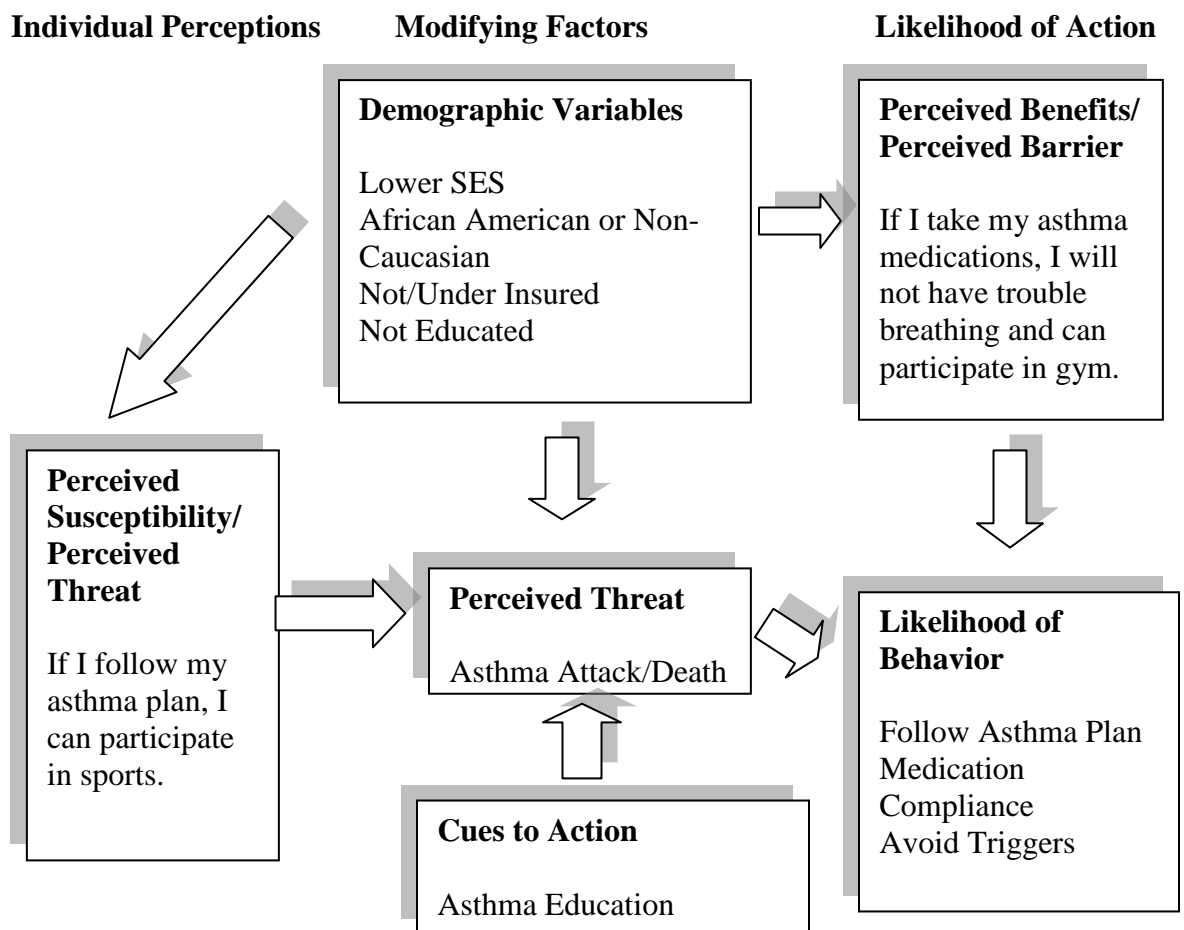 Individual Perceptions
Modifying Factors
Likelihood of Action
Demographic Variables
Lower SES
African American or Non-
Caucasian
Not/Under Insured
Not Educated
Perceived Benefits/
Perceived Barrier
If I take my asthma
medications, I will
not have trouble
breathing and can
participate in gym.
Perceived
Susceptibility/
Perceived
Threat
If I follow my
asthma plan, I
can participate
in sports.
Perceived Threat
Asthma Attack/Death
Likelihood of
Behavior
Follow Asthma Plan
Medication
Compliance
Avoid Triggers
Cues to Action
Asthma Education